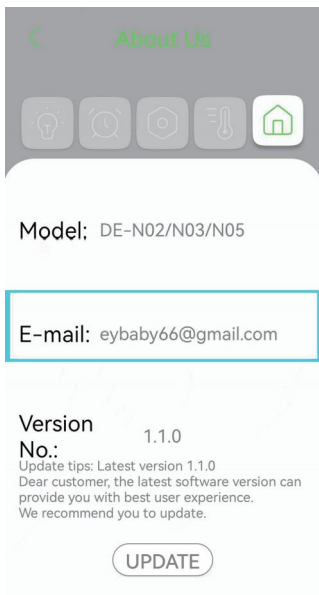 About Us
Model: DE-N02/N03/N05
E-mail: eybaby66@gmail.com
Version
No.:
1.1.0
Update tips: Latest version 1.1.0
Dear customer, the latest software version can
provide you with best user experience.
We recommend you to update.
UPDATE